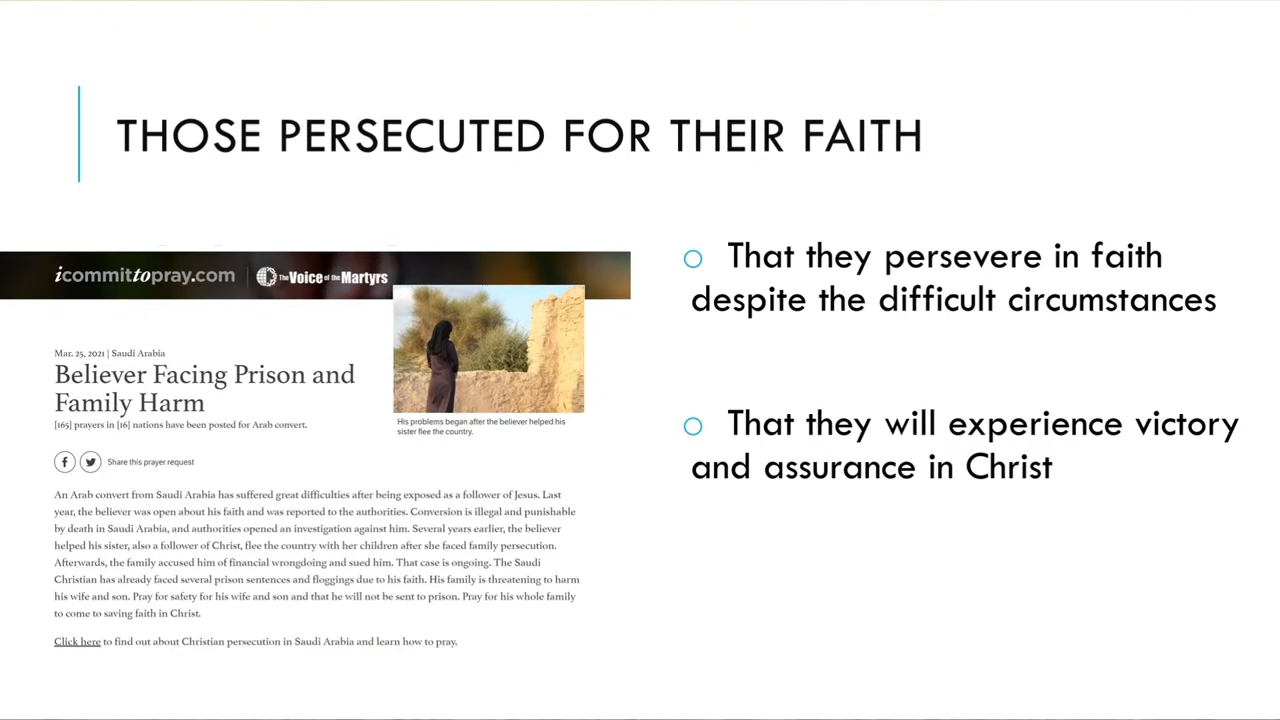 THOSE PERSECUTED FOR THEIR FAITH
icommittopray.com
The Voice of the Martyrs
Mar. 25, 2021 | Saudi Arabia
Believer Facing Prison and
Family Harm
[165] prayers in [16] nations have been posted for Arab convert.
His problems began after the believer helped his
sister flee the country.
Share this prayer request
An Arab convert from Saudi Arabia has suffered great difficulties after being exposed as a follower of Jesus. Last
year, the believer was open about his faith and was reported to the authorities. Conversion is illegal and punishable
by death in Saudi Arabia, and authorities opened an investigation against him. Several years earlier, the believer
helped his sister, also a follower of Christ, flee the country with her children after she faced family persecution.
Afterwards, the family accused him of financial wrongdoing and sued him. That case is ongoing. The Saudi
Christian has already faced several prison sentences and floggings due to his faith. His family is threatening to harm
his wife and son. Pray for safety for his wife and son and that he will not be sent to prison. Pray for his whole family
to come to saving faith in Christ.
Click here to find out about Christian persecution in Saudi Arabia and learn how to pray.
That they persevere in faith
despite the difficult circumstances
That they will experience victory
and assurance in Christ